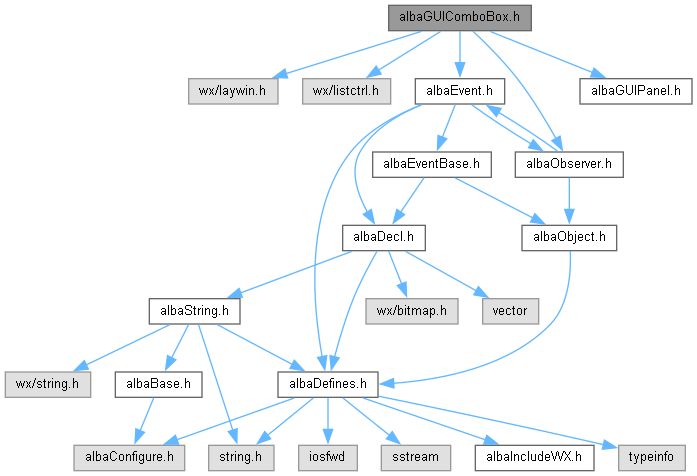 albaGUIComboBox.h
wx/laywin.h
wx/listctrl.h
albaEvent.h
albaGUIPanel.h
albaEventBase.h
albaObserver.h
albaDecl.h
albaObject.h
albaString.h
wx/bitmap.h
vector
wx/string.h
albaBase.h
albaDefines.h
albaConfigure.h
string.h
iosfwd
sstream
albaIncludeWX.h
typeinfo